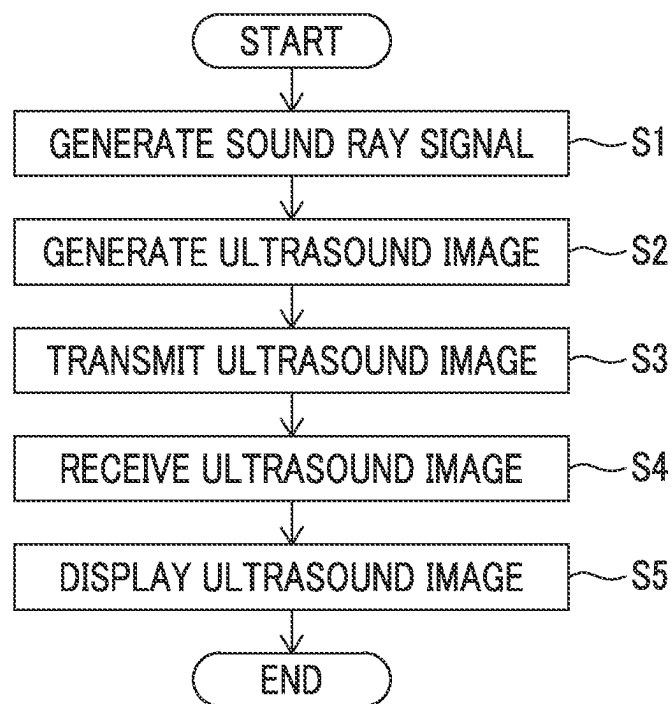 START
GENERATE SOUND RAY SIGNAL S1
GENERATE ULTRASOUND IMAGE S2
TRANSMIT ULTRASOUND IMAGE S3
RECEIVE ULTRASOUND IMAGE S4
DISPLAY ULTRASOUND IMAGE S5
END